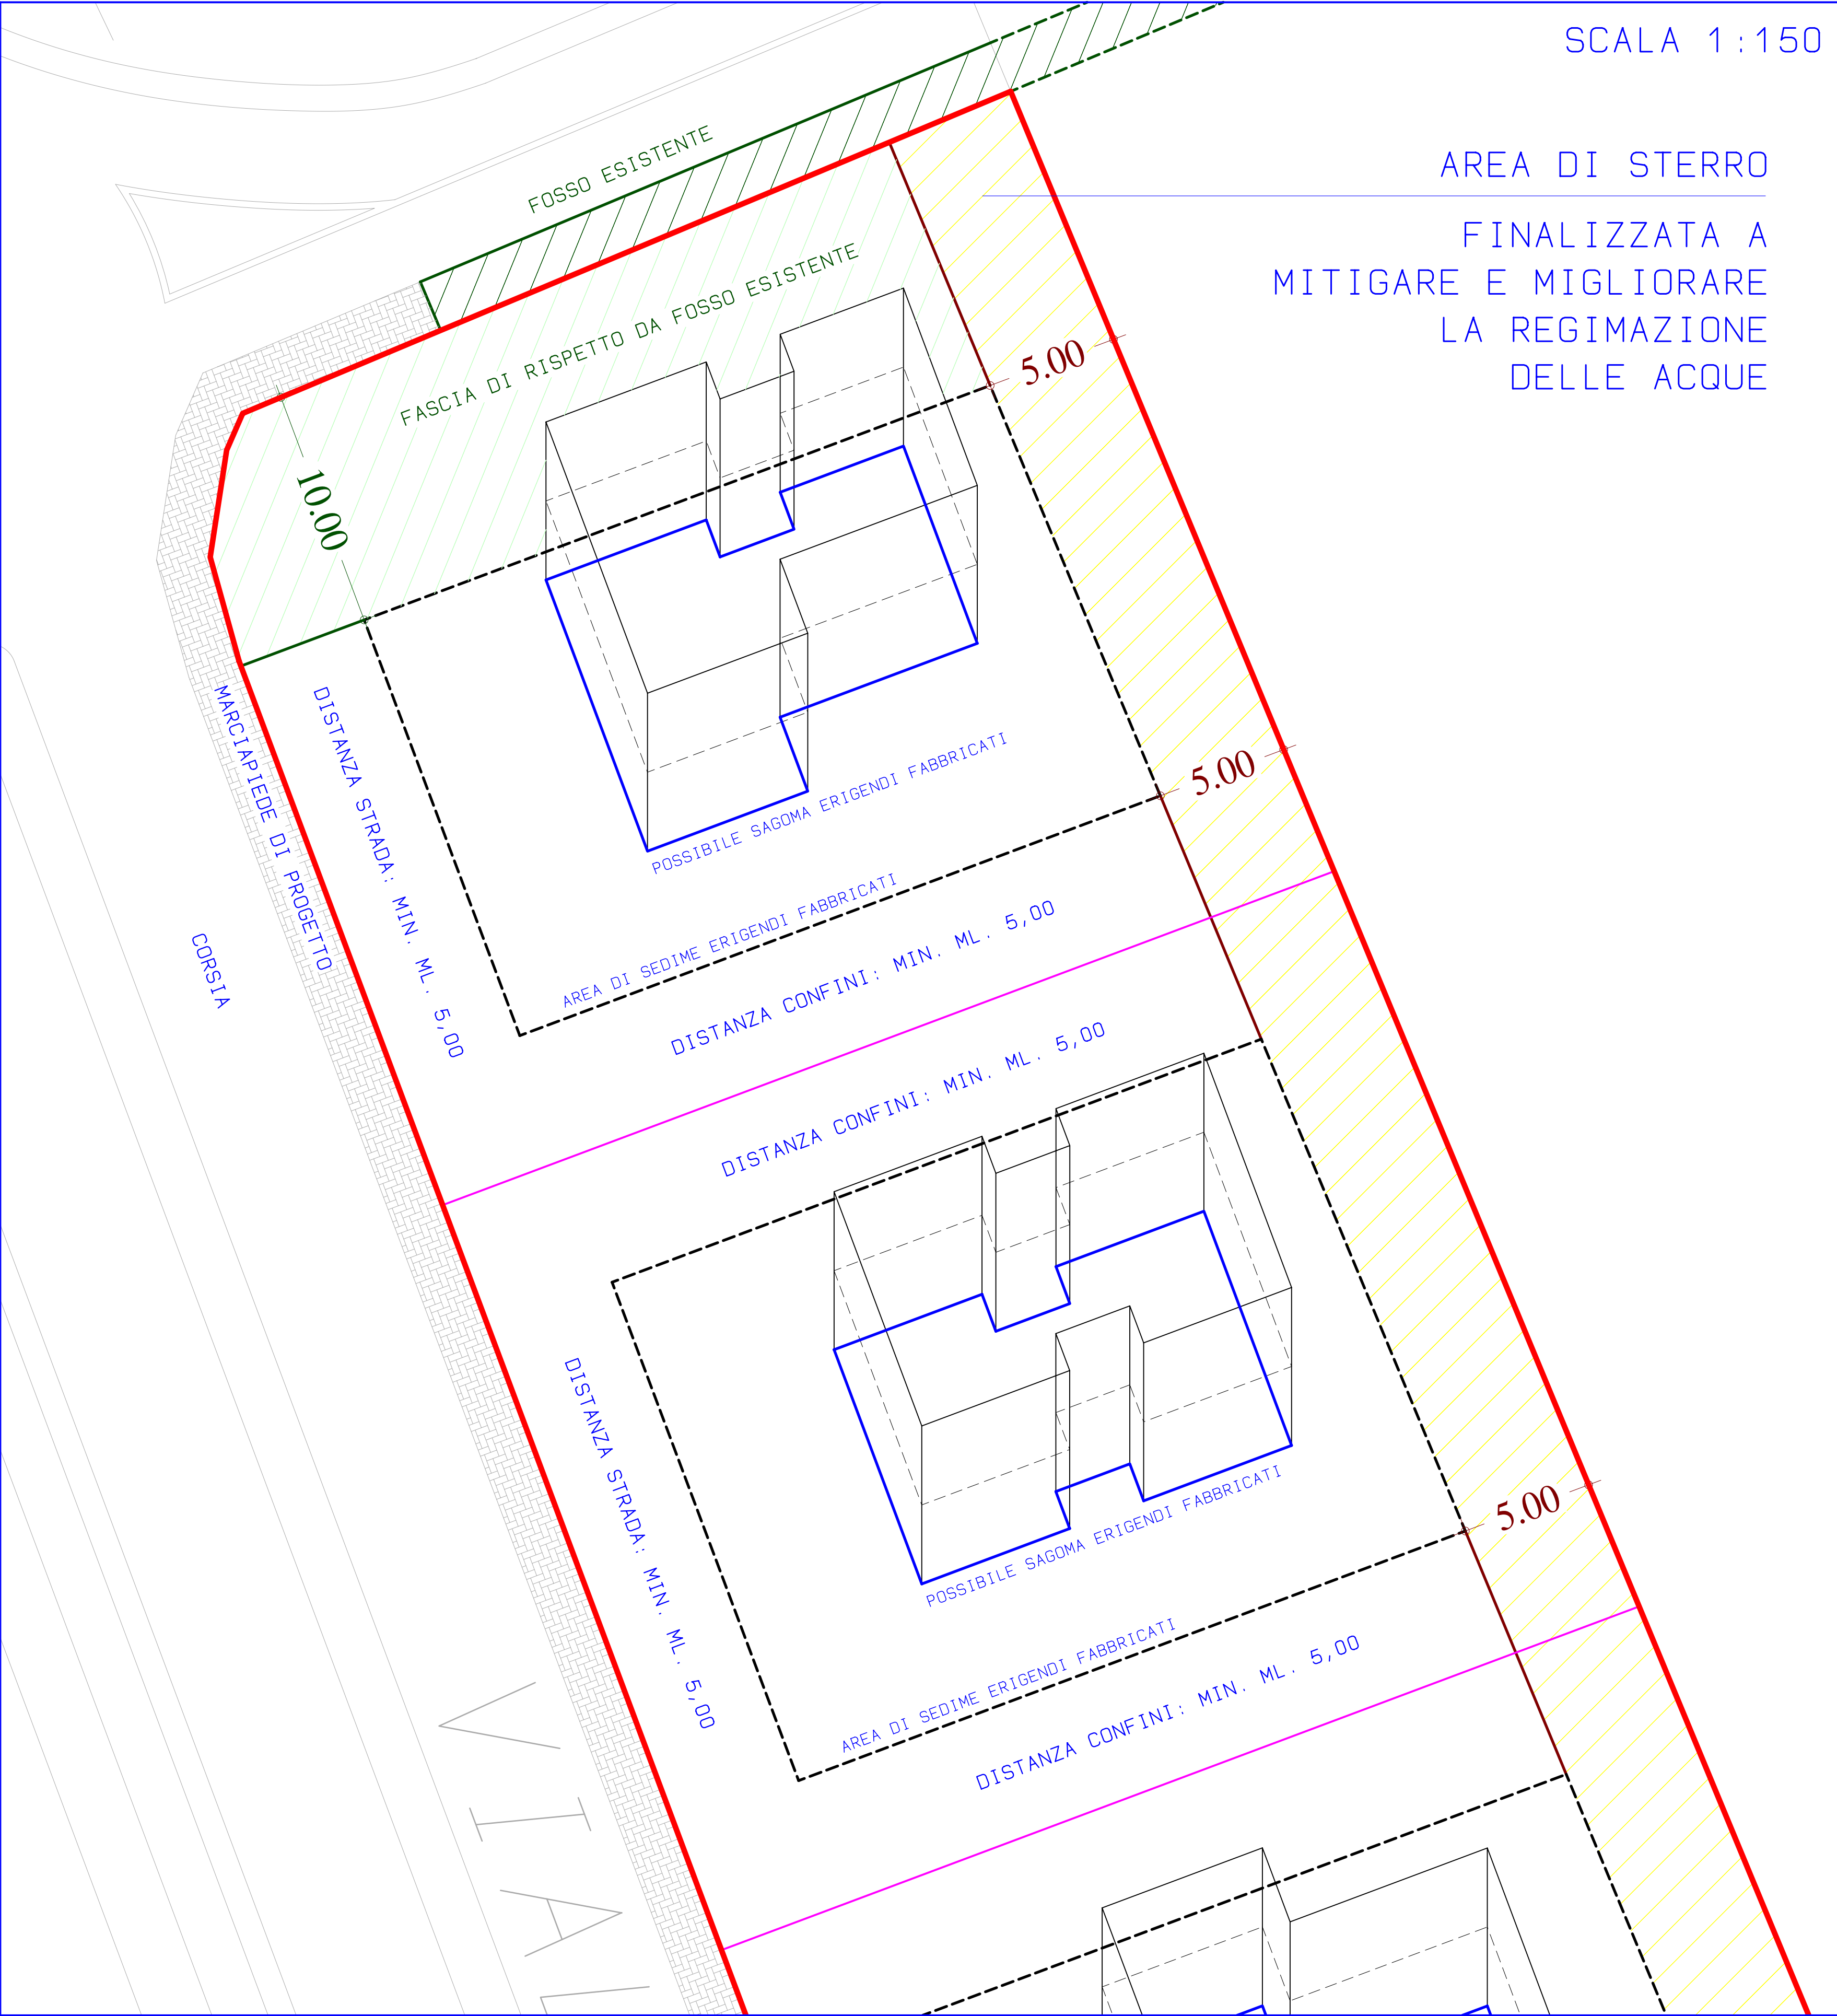 SCALA 1:150
AREA DI STERRO
FINALIZZATA A
MITIGARE E MIGLIORARE
LA REGIMAZIONE
DELLE ACQUE
FOSSO ESISTENTE
FASCIA DI RISPETTO DA FOSSO ESISTENTE
5.00
10.00
MARCIAPIEDE DI PROGETTO
DISTANZA STRADA: MIN. ML. 5,00
POSSIBILE SAGOMA ERIGENDI FABBRICATI
5.00
AREA DI SEDIME ERIGENDI FABBRICATI
CORSIA
DISTANZA CONFINI: MIN. ML. 5,00
DISTANZA CONFINI: MIN. ML. 5,00
DISTANZA STRADA: MIN. ML. 5,00
POSSIBILE SAGOMA ERIGENDI FABBRICATI
5.00
AREA DI SEDIME ERIGENDI FABBRICATI
DISTANZA CONFINI: MIN. ML. 5,00
VIA